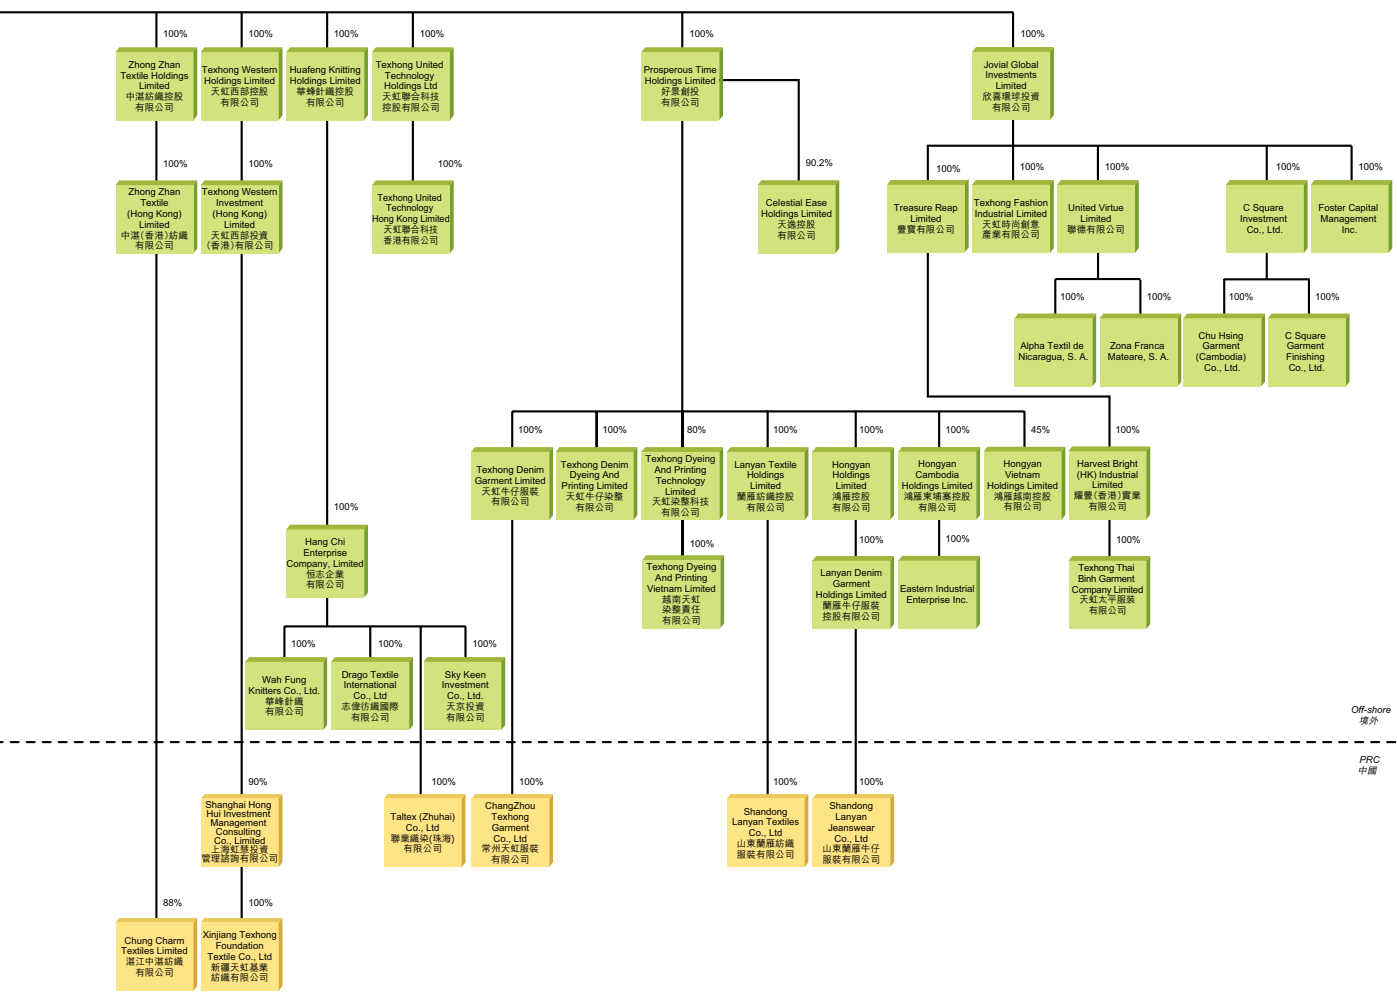 100%
100%
100%
100%
100%
100%
Zhong Zhan
Textile Holdings
Limited
中湛紡織控股
有限公司
Texhong Western
Holdings Limited
天虹西部控股
有限公司
Huafeng Knitting
Holdings Limited
華蜂針織控股
有限公司
Texhong United
Technology
Holdings Ltd
天虹聯合科技
控股有限公司
Prosperous Time
Holdings Limited
好景創投
有限公司
Jovial Global
Investments
Limited
欣喜環球投資
有限公司
100%
100%
100%
90.2%
100%
100%
100%
100%
100%
Zhong Zhan
Textile
(Hong Kong)
Limited
中湛(香港)紡織
有限公司
Texhong Western
Investment
(Hong Kong)
Limited
天虹西部投資
(香港)有限公司
Texhong United
Technology
Hong Kong Limited
天虹聯合科技
香港有限公司
Celestial Ease
Holdings Limited
天逸控股
有限公司
Treasure Reap
Limited
豐寶有限公司
Texhong Fashion
Industrial Limited
天虹時尚創意
產業有限公司
United Virtue
Limited
聯德有限公司
C Square
Investment
Co., Ltd.
Foster Capital
Management
Inc.
100%
100%
100%
100%
Alpha Textil de
Nicaragua, S. A.
Zona Franca
Mateare, S. A.
Chu Hsing
Garment
(Cambodia)
Co., Ltd.
C Square
Garment
Finishing
Co., Ltd.
100%
100%
80%
100%
100%
100%
45%
100%
Texhong Denim
Garment Limited
天虹牛仔服裝
有限公司
Texhong Denim
Dyeing And
Printing Limited
天虹牛仔染整
有限公司
Texhong Dyeing
And Printing
Technology
Limited
天虹染整科技
有限公司
Lanyan Textile
Holdings
Limited
蘭雁紡織控股
有限公司
Hongyan
Holdings
Limited
鴻雁控股
有限公司
Hongyan
Cambodia
Holdings Limited
鴻雁柬埔寨控股
有限公司
Hongyan
Vietnam
Holdings Limited
鴻雁越南控股
有限公司
Harvest Bright
(HK) Industrial
Limited
耀豐(香港)實業
有限公司
100%
Hang Chi
Enterprise
Company, Limited
恒志企業
有限公司
100%
100%
100%
100%
Texhong Dyeing
And Printing
Vietnam Limited
越南天虹
染整責任
有限公司
Lanyan Denim
Garment
Holdings Limited
蘭雁牛仔服裝
控股有限公司
Eastern Industrial
Enterprise Inc.
Texhong Thai
Binh Garment
Company Limited
天虹太平服裝
有限公司
100%
100%
100%
Wah Fung
Knitters Co., Ltd.
華峰針織
有限公司
Drago Textile
International
Co., Ltd
志偉彷織國際
有限公司
Sky Keen
Investment
Co., Ltd.
天京投資
有限公司
Off-shore
境外
PRC
中國
90%
100%
100%
100%
100%
Shanghai Hong
Hui Investment
Management
Consulting
Co., Limited
上海虹慧投資
管理諮詢有限公司
Taltex (Zhuhai)
Co., Ltd
聯業織染(珠海)
有限公司
ChangZhou
Texhong
Garment
Co., Ltd
常州天虹服裝
有限公司
Shandong
Lanyan Textiles
Co., Ltd
山東蘭雁紡織
服裝有限公司
Shandong
Lanyan
Jeanswear
Co., Ltd
山東蘭雁牛仔
服裝有限公司
88%
100%
Chung Charm
Textiles Limited
湛江中湛紡織
有限公司
Xinjiang Texhong
Foundation
Textile Co., Ltd
新疆天虹基業
紡織有限公司